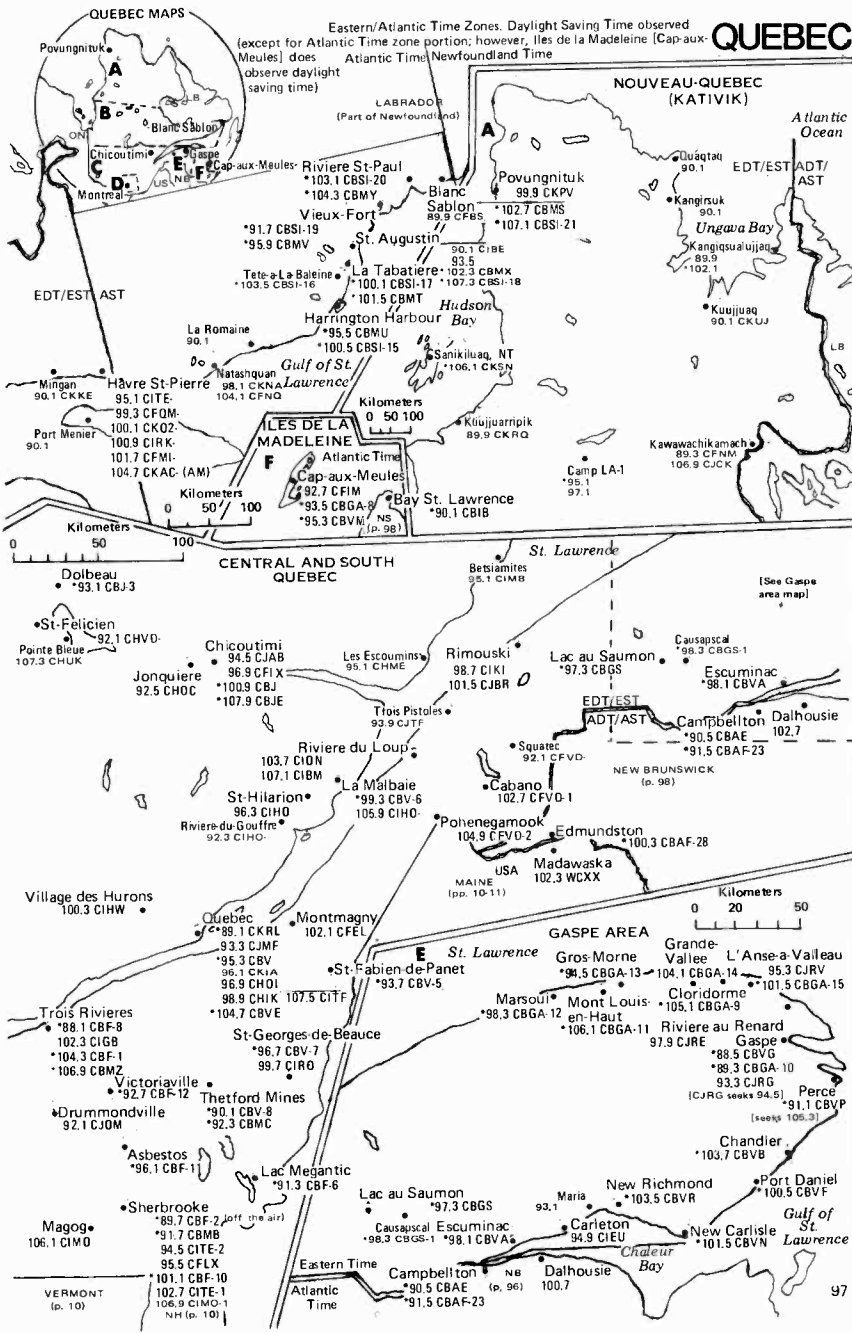 QUEBEC MAPS
Povungnituk
A
B
LB
ON
Blanc Sablon
Chicoutimi
E
Gaspe
C
F
Cap-aux-Meules
D
US
NB
Montreal
Eastern/Atlantic Time Zones. Daylight Saving Time observed
(except for Atlantic Time zone portion; however, Iles de la Madeleine [Cap-aux-
Meules] does
observe daylight
saving time)
Atlantic Time
Newfoundland Time
QUEBEC
LABRADOR
(Part of Newfoundland)
A
NOUVEAU-QUEBEC
(KATIVIK)
Atlantic
Ocean
EDT/EST
ADT/
AST
Quaqtaq
90.1
Kangirsuk
90.1
Ungava Bay
Kangiqsualujjaq
89.9
*102.1
Kuujjuaq
90.1 CKUJ
LB
Povungnituk
99.9 CKPV
*102.7 CBMS
*107.1 CBSI-21
Riviere St-Paul
*103.1 CBSI-20
*104.3 CBMY
Blanc
Sablon
89.9 CFBS
Vieux-Fort
*91.7 CBSI-19
*95.9 CBMV
St. Augustin
90.1 CIBE
93.5
*102.3 CBMX
*107.3 CBSI-18
Tete-a-La-Baleine
*103.5 CBSI-16
La Tabatiere
*100.1 CBSI-17
*101.5 CBMT
Hudson
Bay
Harrington Harbour
*95.5 CBMU
*100.5 CBSI-15
EDT/EST
AST
La Romaine
90.1
Sanikiluaq, NT
*106.1 CKSN
Natashquan
98.1 CKNA
104.1 CFNQ
Gulf of St.
Lawrence
Mingan
90.1 CKKE
Havre St-Pierre
95.1 CITE-
99.3 CFQM-
100.1 CKO2-
100.9 CIRK-
101.7 CFMI-
104.7 CKAC- (AM)
Port Menier
90.1
Kilometers
0 50 100
Kuujjuarripik
89.9 CKRQ
Camp LA-1
*95.1
97.1
Kawawachikamach
89.3 CFNM
106.9 CJCK
ILES DE LA
MADELEINE
F
Atlantic Time
Cap-aux-Meules
92.7 CFIM
*93.5 CBGA-8
*95.3 CBVM
NS
(p. 98)
Bay St. Lawrence
*90.1 CBIB
Kilometers
0 50 100
Kilometers
0 50 100
CENTRAL AND SOUTH
QUEBEC
St. Lawrence
Betsiamites
95.1 CIMB
[See Gaspe
area map]
Dolbeau
*93.1 CBJ-3
St-Felicien
92.1 CHVD-
Pointe Bleue
107.3 CHUK
Chicoutimi
94.5 CJAB
96.9 CFIX
*100.9 CBJ
*107.9 CBJE
Jonquiere
92.5 CHOC
Les Escoumins
95.1 CHME
Rimouski
98.7 CIKI
101.5 CJBR
Lac au Saumon
*97.3 CBGS
Causapscal
*98.3 CBGS-1
Escuminac
*98.1 CBVA
EDT/EST
ADT/AST
Campbellton
*90.5 CBAE
*91.5 CBAF-23
Dalhousie
102.7
Trois Pistoles
93.9 CJTF
Riviere du Loup
103.7 CION
107.1 CIBM
Squatec
92.1 CFVD-
NEW BRUNSWICK
(p. 98)
La Malbaie
*99.3 CBV-6
105.9 CIHO-
Cabano
102.7 CFVD-1
St-Hilarion
96.3 CIHO
Riviere-du-Gouffre
92.3 CIHO-
Pohenegamook
104.9 CFVD-2
Edmundston
*100.3 CBAF-28
USA
Madawaska
102.3 WCXX
MAINE
(pp. 10-11)
Village des Hurons
100.3 CIHW
Quebec
*89.1 CKRL
93.3 CJMF
*95.3 CBV
96.1 CKIA
96.9 CHOI
98.9 CHIK
*104.7 CBVE
Montmagny
102.1 CFEL
107.5 CITF
St-Fabien-de-Panet
*93.7 CBV-5
Kilometers
0 20 50
GASPE AREA
E
St. Lawrence
Gros-Morne
*94.5 CBGA-13
Grande-
Vallee
104.1 CBGA-14
L'Anse-a-Valleau
95.3 CJRV
*101.5 CBGA-15
Marsoui
*98.3 CBGA-12
Mont Louis-
en-Haut
*106.1 CBGA-11
Cloridorme
*105.1 CBGA-9
Riviere au Renard
97.9 CJRE
Gaspe
*88.5 CBVG
*89.3 CBGA-10
93.3 CJRG
[CJRG seeks 94.5]
Perce
*91.1 CBVP
[seeks 105.3]
Trois Rivieres
*88.1 CBF-8
102.3 CIGB
*104.3 CBF-1
*106.9 CBMZ
St-Georges-de-Beauce
*96.7 CBV-7
99.7 CIRO
Victoriaville
*92.7 CBF-12
Thetford Mines
*90.1 CBV-8
*92.3 CBMC
Drummondville
92.1 CJOM
Asbestos
*96.1 CBF-11
Lac Megantic
*91.3 CBF-6
(off the air)
Chandler
*103.7 CBVB
Port Daniel
*100.5 CBVF
Sherbrooke
*89.7 CBF-2
*91.7 CBMB
94.5 CITE-2
95.5 CFLX
*101.1 CBF-10
102.7 CITE-1
106.9 CIMO-1
NH (p. 10)
Magog
106.1 CIMO
VERMONT
(p. 10)
Lac au Saumon
*97.3 CBGS
Causapscal
*98.3 CBGS-1
Escuminac
*98.1 CBVA
Maria
93.1
New Richmond
*103.5 CBVR
Carleton
94.9 CIEU
New Carlisle
*101.5 CBVN
Gulf of
St.
Lawrence
Chaleur
Bay
Eastern Time
Atlantic
Time
Campbellton
*90.5 CBAE
*91.5 CBAF-23
NB
(p. 96)
Dalhousie
100.7
97